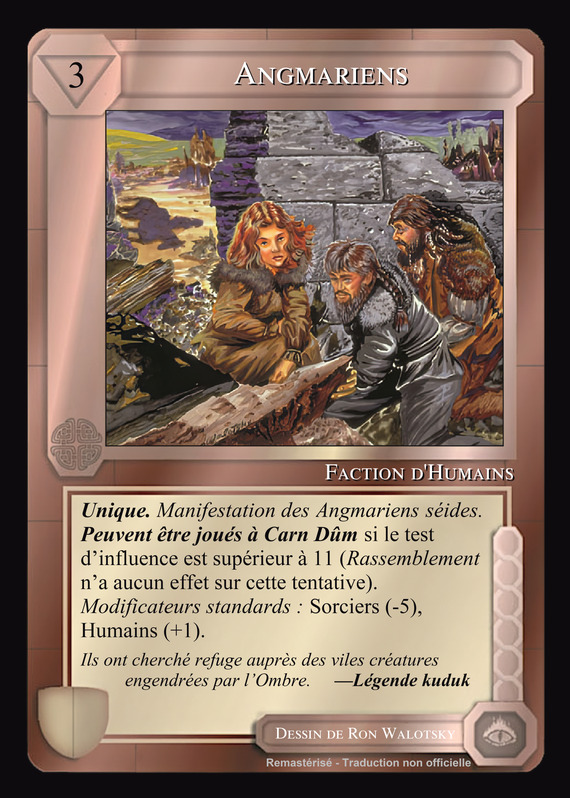 3
ANGMARIENS
FACTION D'HUMAINS
Unique. Manifestation des Angmariens séides.
Peuvent être joués à Carn Dûm si le test
d'influence est supérieur à 11 (Rassemblement
n'a aucun effet sur cette tentative).
Modificateurs standards : Sorciers (-5),
Humains (+1).
Ils ont cherché refuge auprès des viles créatures
engendrées par l'Ombre. —Légende kuduk
DESSIN DE RON WALOTSKY
Remastérisé - Traduction non officielle